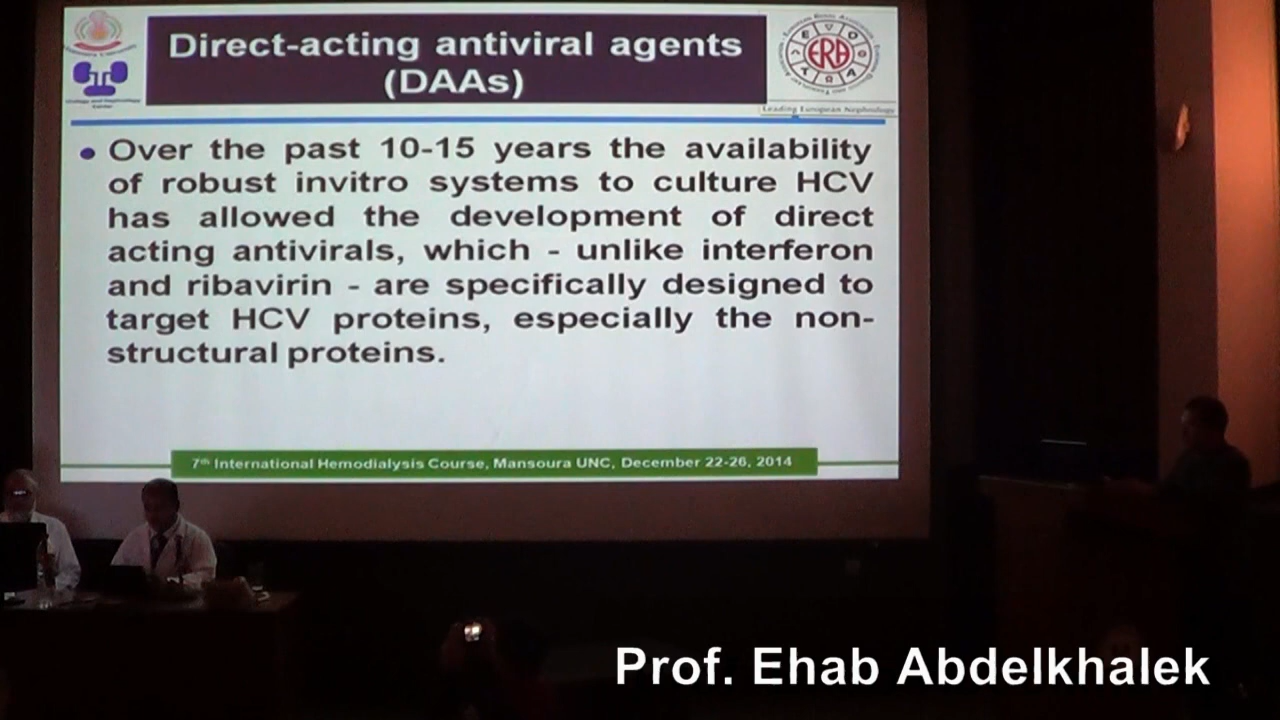 Direct-acting antiviral agents
(DAAs)
ERA
Leading European Nephrology
• Over the past 10-15 years the availability
of robust invitro systems to culture HCV
has allowed the development of direct
acting antivirals, which - unlike interferon
and ribavirin - are specifically designed to
target HCV proteins, especially the non-
structural proteins.
7th International Hemodialysis Course, Mansoura UNC, December 22-26, 2014
Prof. Ehab Abdelkhalek